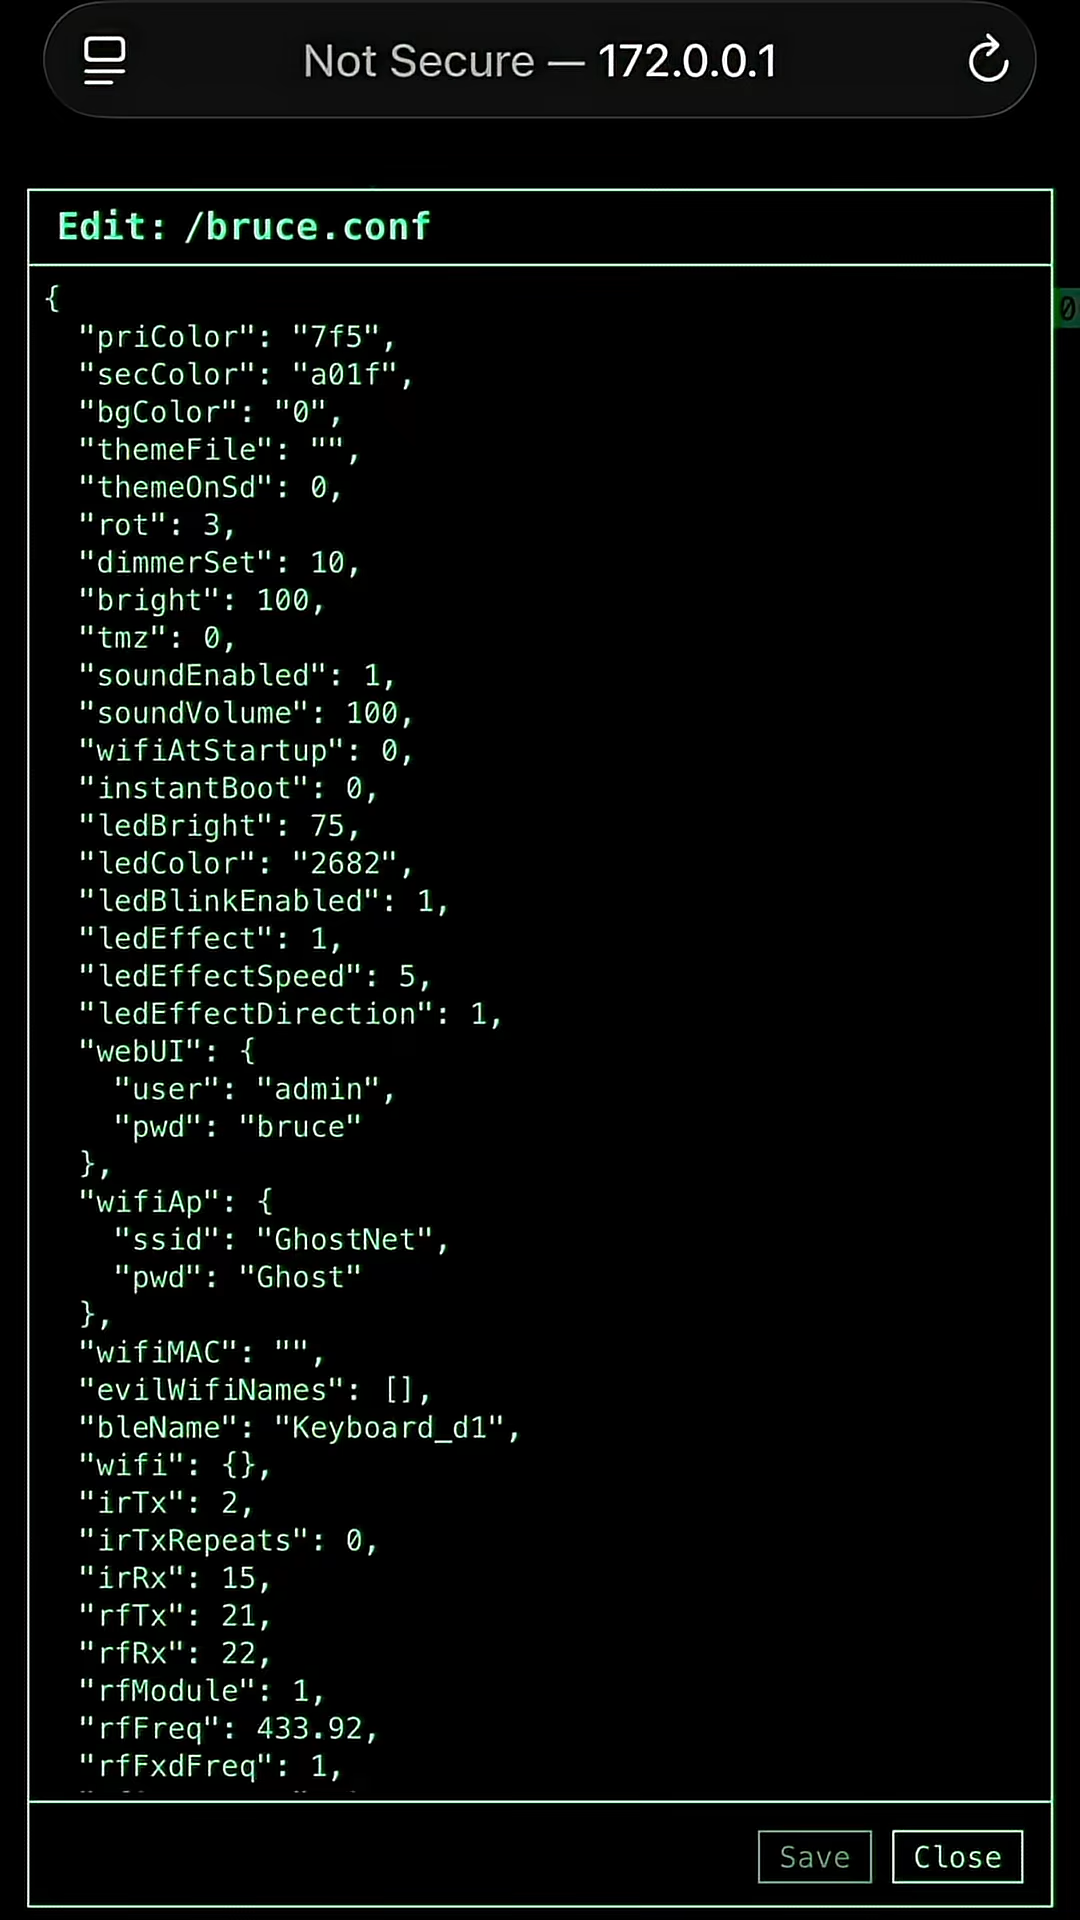 Not Secure — 172.0.0.1
Edit: /bruce.conf
0
{
"priColor": "7f5",
"secColor": "a01f",
"bgColor": "0",
"themeFile": "",
"themeOnSd": 0,
"rot": 3,
"dimmerSet": 10,
"bright": 100,
"tmz": 0,
"soundEnabled": 1,
"soundVolume": 100,
"wifiAtStartup": 0,
"instantBoot": 0,
"ledBright": 75,
"ledColor": "2682",
"ledBlinkEnabled": 1,
"ledEffect": 1,
"ledEffectSpeed": 5,
"ledEffectDirection": 1,
"webUI": {
"user": "admin",
"pwd": "bruce"
},
"wifiAp": {
"ssid": "GhostNet",
"pwd": "Ghost"
},
"wifiMAC": "",
"evilWifiNames": [],
"bleName": "Keyboard_d1",
"wifi": {},
"irTx": 2,
"irTxRepeats": 0,
"irRx": 15,
"rfTx": 21,
"rfRx": 22,
"rfModule": 1,
"rfFreq": 433.92,
"rfFxdFreq": 1,
Save
Close